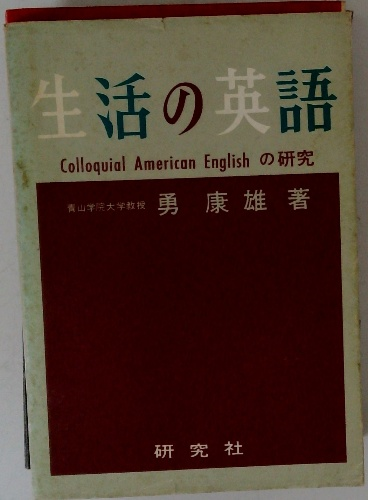 生活の英語
Colloquial American English の研究
青山学院大学教授 勇 康雄 著
研究社